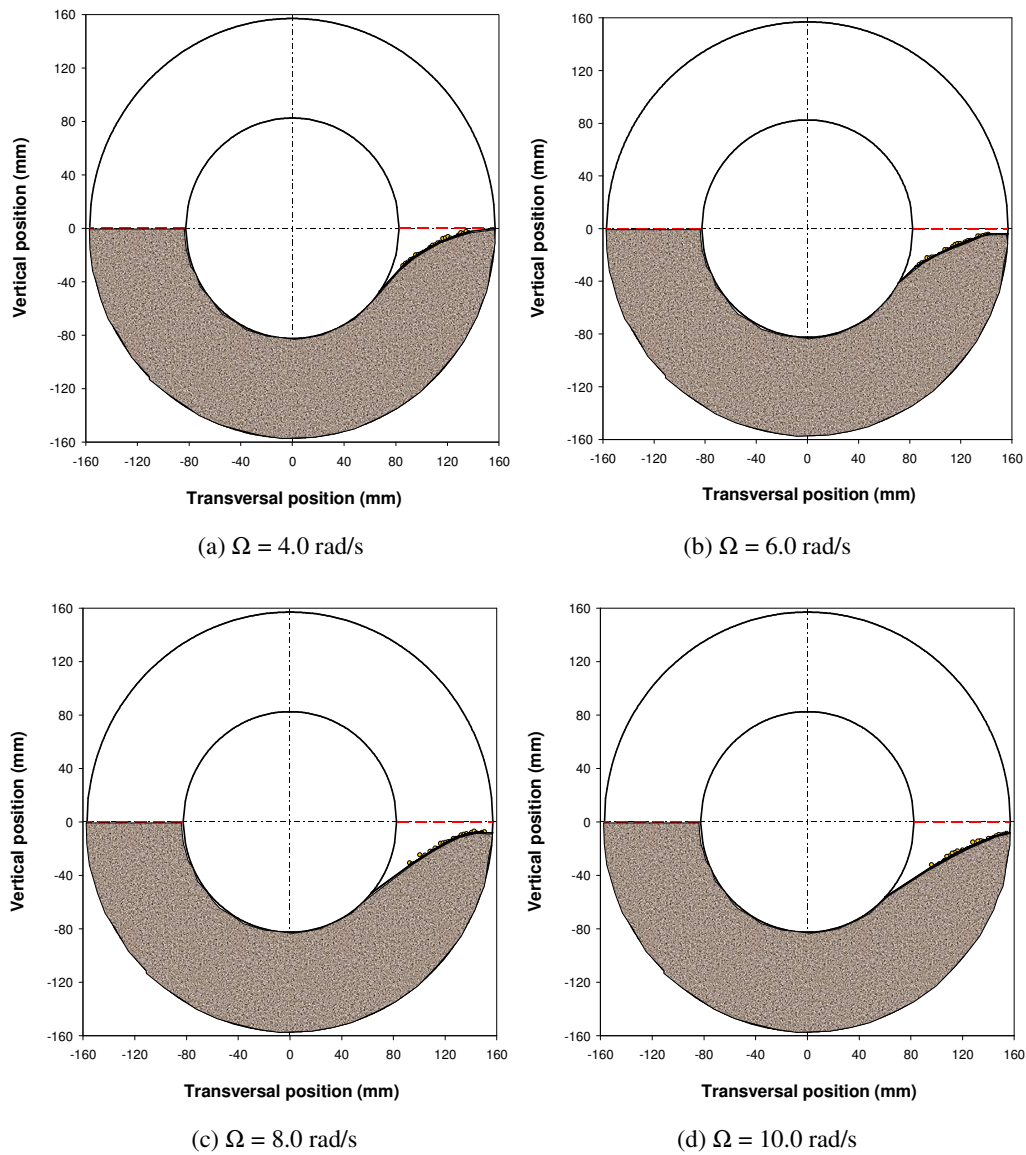 160
120
80
40
0
-40
-80
-120
-160
-160 -120 -80 -40 0 40 80 120 160
Vertical position (mm)
Transversal position (mm)
(a) Ω = 4.0 rad/s
160
120
80
40
0
-40
-80
-120
-160
-160 -120 -80 -40 0 40 80 120 160
Vertical position (mm)
Transversal position (mm)
(b) Ω = 6.0 rad/s
160
120
80
40
0
-40
-80
-120
-160
-160 -120 -80 -40 0 40 80 120 160
Vertical position (mm)
Transversal position (mm)
(c) Ω = 8.0 rad/s
160
120
80
40
0
-40
-80
-120
-160
-160 -120 -80 -40 0 40 80 120 160
Vertical position (mm)
Transversal position (mm)
(d) Ω = 10.0 rad/s